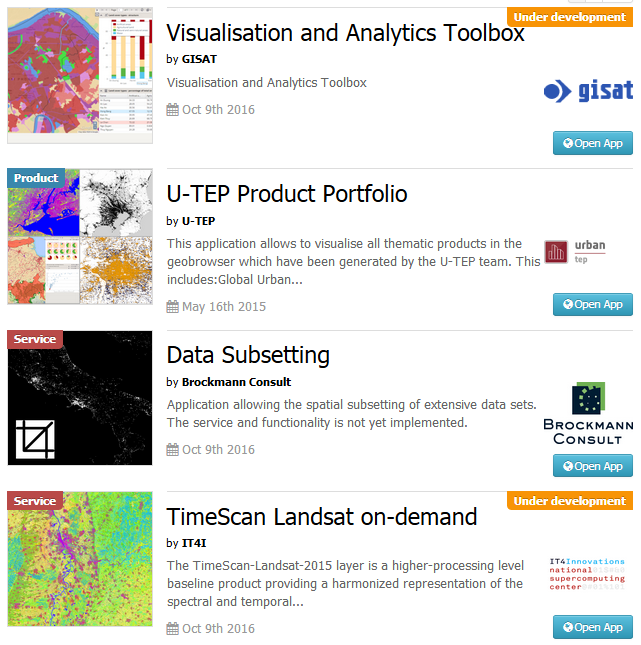 Under development
Visualisation and Analytics Toolbox
by GISAT
Visualisation and Analytics Toolbox
Oct 9th 2016
gisat
Open App
Product
U-TEP Product Portfolio
by U-TEP
This application allows to visualise all thematic products in the
geobrowser which have been generated by the U-TEP team. This
includes:Global Urban...
May 16th 2015
urban
tep
Open App
Service
Data Subsetting
by Brockmann Consult
Application allowing the spatial subsetting of extensive data sets.
The service and functionality is not yet implemented.
Oct 9th 2016
BROCKMANN
CONSULT
Open App
Service
Under development
TimeScan Landsat on-demand
by IT4I
The TimeScan-Landsat-2015 layer is a higher-processing level
baseline product providing a harmonized representation of the
spectral and temporal...
Oct 9th 2016
IT4Innovations
national
supercomputing
center
Open App